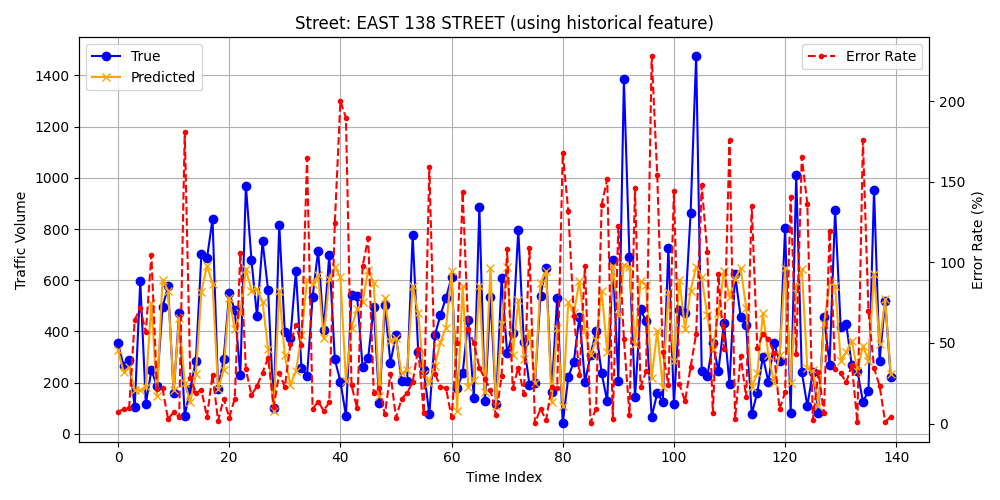 Street: EAST 138 STREET (using historical feature)
True
Predicted
Error Rate
Traffic Volume
1400
1200
1000
800
600
400
200
0
200
150
100
50
0
Error Rate (%)
0 20 40 60 80 100 120 140
Time Index